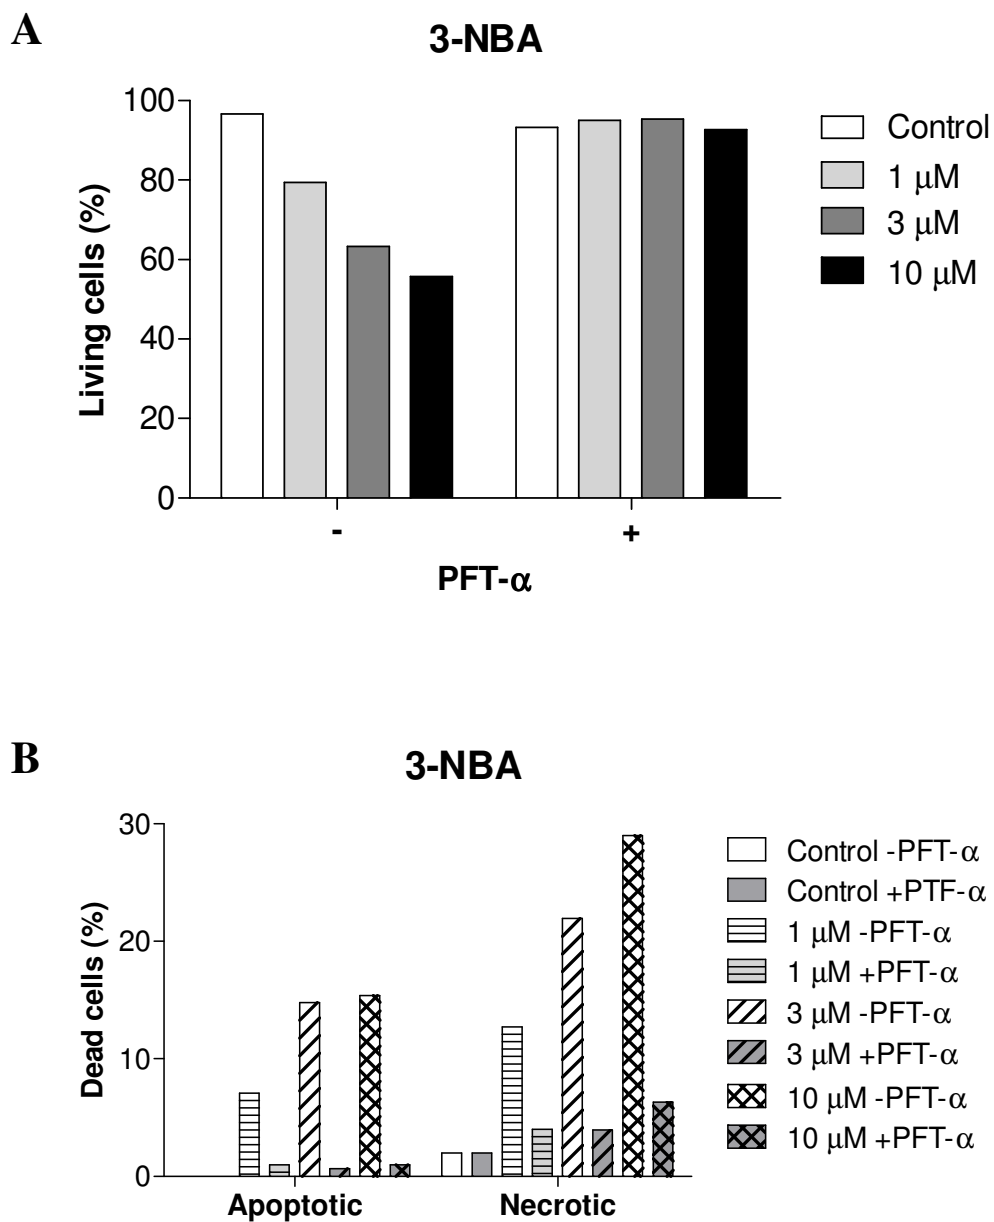 A
3-NBA
100
80
60
40
20
0
Living cells (%)
-
+
PFT-α
Control
1 μM
3 μM
10 μM
B
3-NBA
30
20
10
0
Dead cells (%)
Apoptotic
Necrotic
Control -PFT-α
Control +PTF-α
1 μM -PFT-α
1 μM +PFT-α
3 μM -PFT-α
3 μM +PFT-α
10 μM -PFT-α
10 μM +PFT-α